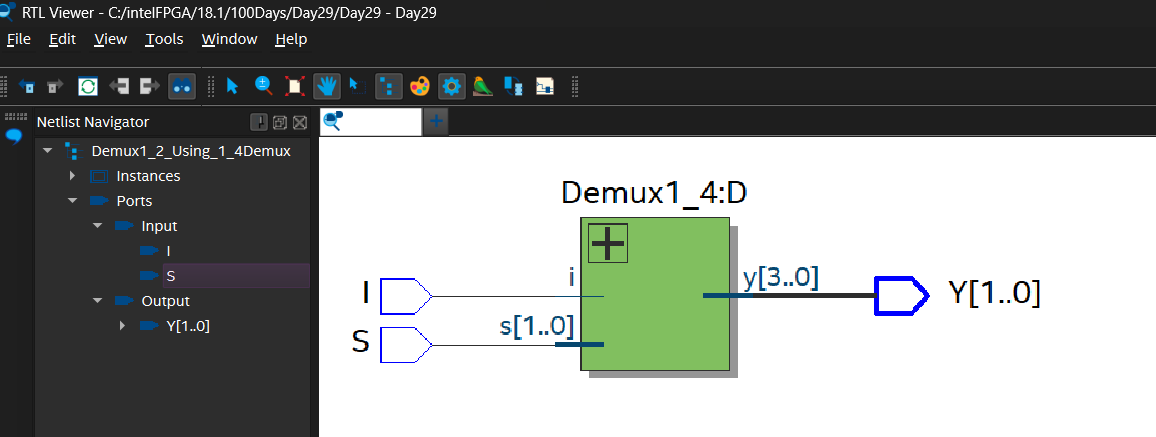 RTL Viewer - C:/intelFPGA/18.1/100Days/Day29/Day29 - Day29
File Edit View Tools Window Help
Netlist Navigator
Demux1_2_Using_1_4Demux
Instances
Ports
Input
I
S
Output
Y[1..0]
Demux1_4:D
I
i
y[3..0]
Y[1..0]
S
s[1..0]